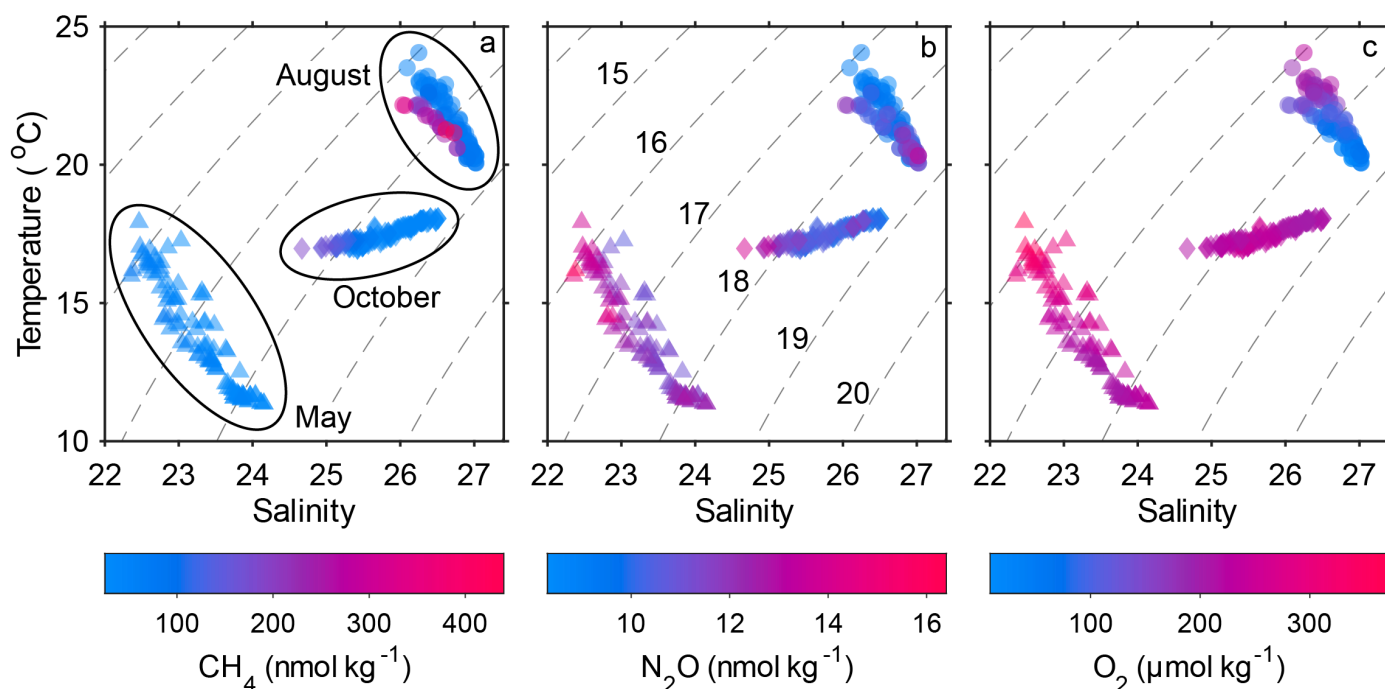 a
b
c
August
October
May
15
16
17
18
19
20
25
20
15
10
Temperature ( °C)
22 23 24 25 26 27
22 23 24 25 26 27
22 23 24 25 26 27
Salinity
Salinity
Salinity
100 200 300 400
10 12 14 16
100 200 300
CH4 (nmol kg-1)
N2O (nmol kg-1)
O2 (μmol kg-1)